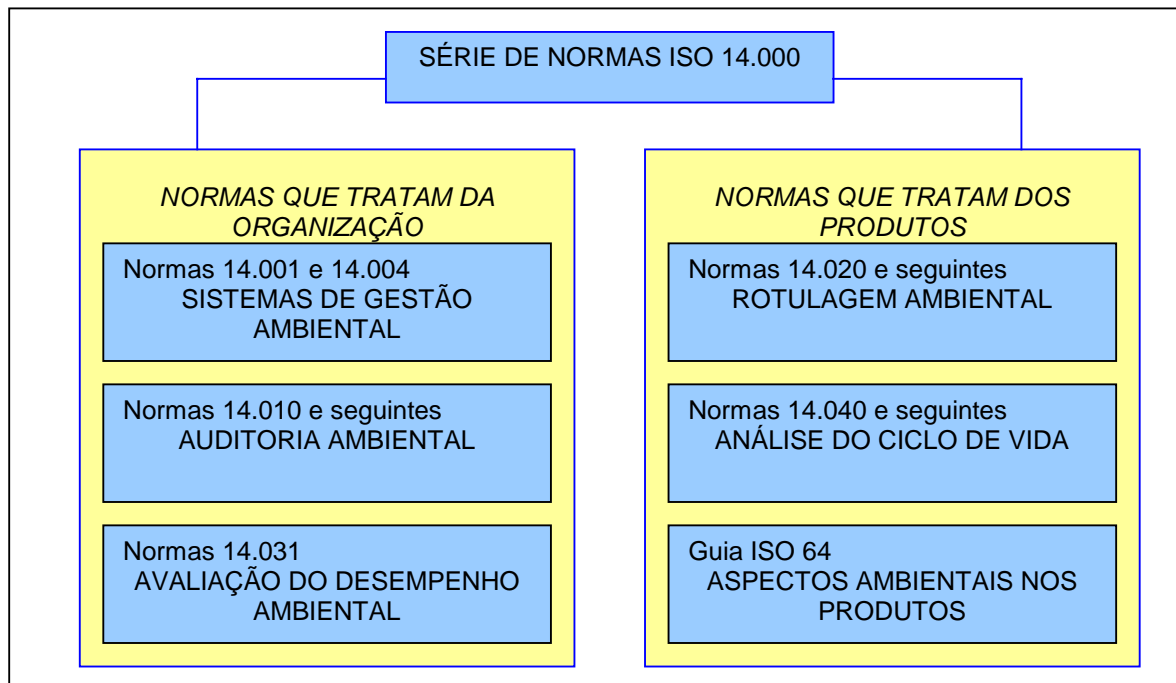 SÉRIE DE NORMAS ISO 14.000
NORMAS QUE TRATAM DA
ORGANIZAÇÃO
Normas 14.001 e 14.004
SISTEMAS DE GESTÃO
AMBIENTAL
Normas 14.010 e seguintes
AUDITORIA AMBIENTAL
Normas 14.031
AVALIAÇÃO DO DESEMPENHO
AMBIENTAL
NORMAS QUE TRATAM DOS
PRODUTOS
Normas 14.020 e seguintes
ROTULAGEM AMBIENTAL
Normas 14.040 e seguintes
ANÁLISE DO CICLO DE VIDA
Guia ISO 64
ASPECTOS AMBIENTAIS NOS
PRODUTOS